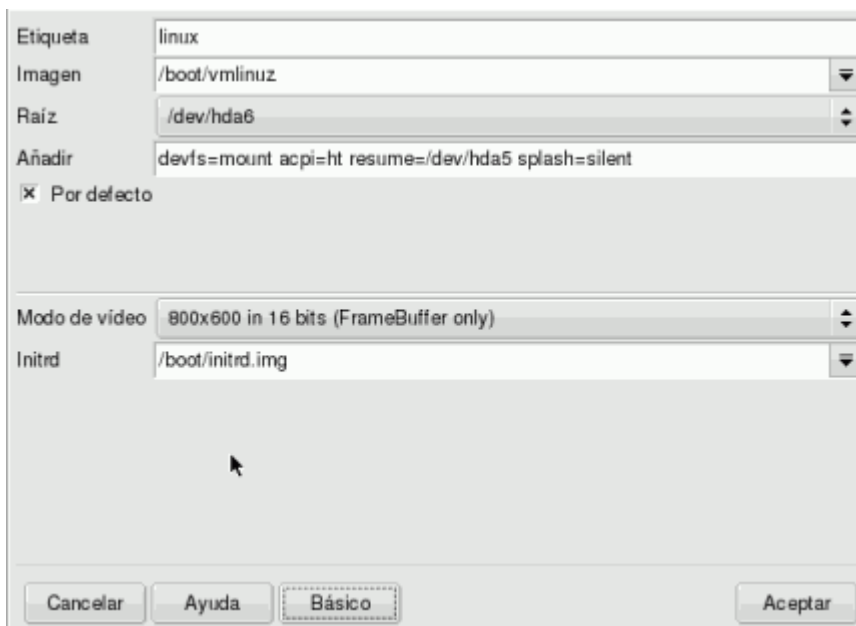 Etiqueta linux
Imagen /boot/vmlinuz
Raíz /dev/hda6
Añadir devfs=mount acpi=ht resume=/dev/hda5 splash=silent
Por defecto
Modo de vídeo 800x600 in 16 bits (FrameBuffer only)
Initrd /boot/initrd.img
Cancelar Ayuda Básico Aceptar